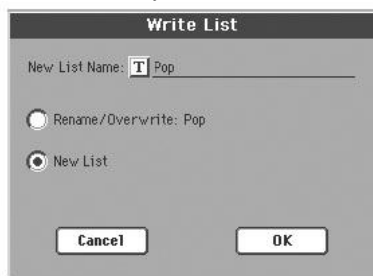 Write List
New List Name: T Pop
Rename/Overwrite: Pop
New List
Cancel OK